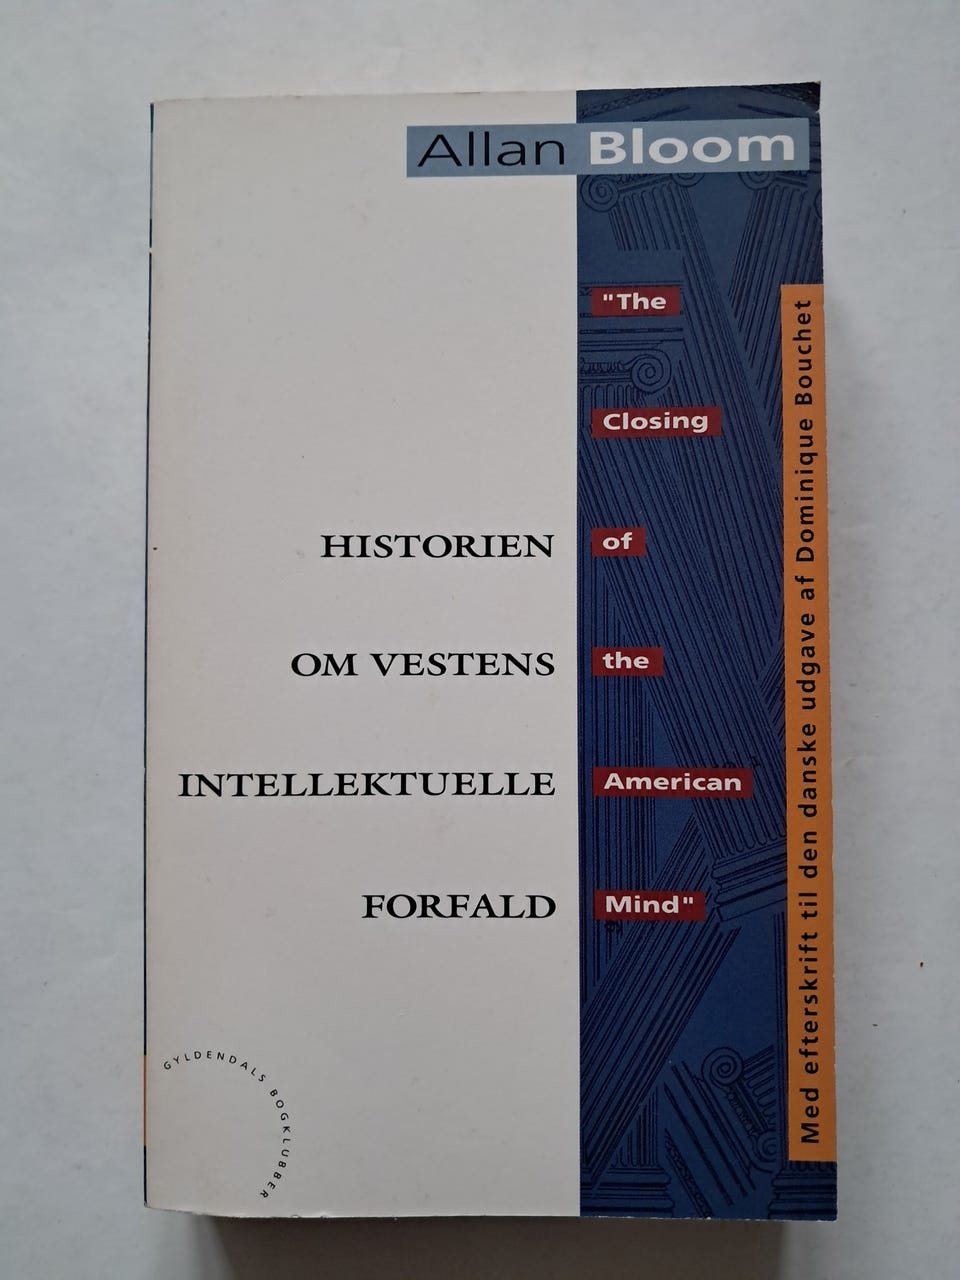 Allan Bloom
"The
Closing
of
the
American
Mind"
HISTORIEN
OM VESTENS
INTELLEKTUELLE
FORFALD
Med efterskrift til den danske udgave af Dominique Bouchet
GYLDENDALS BOGKLUBBER